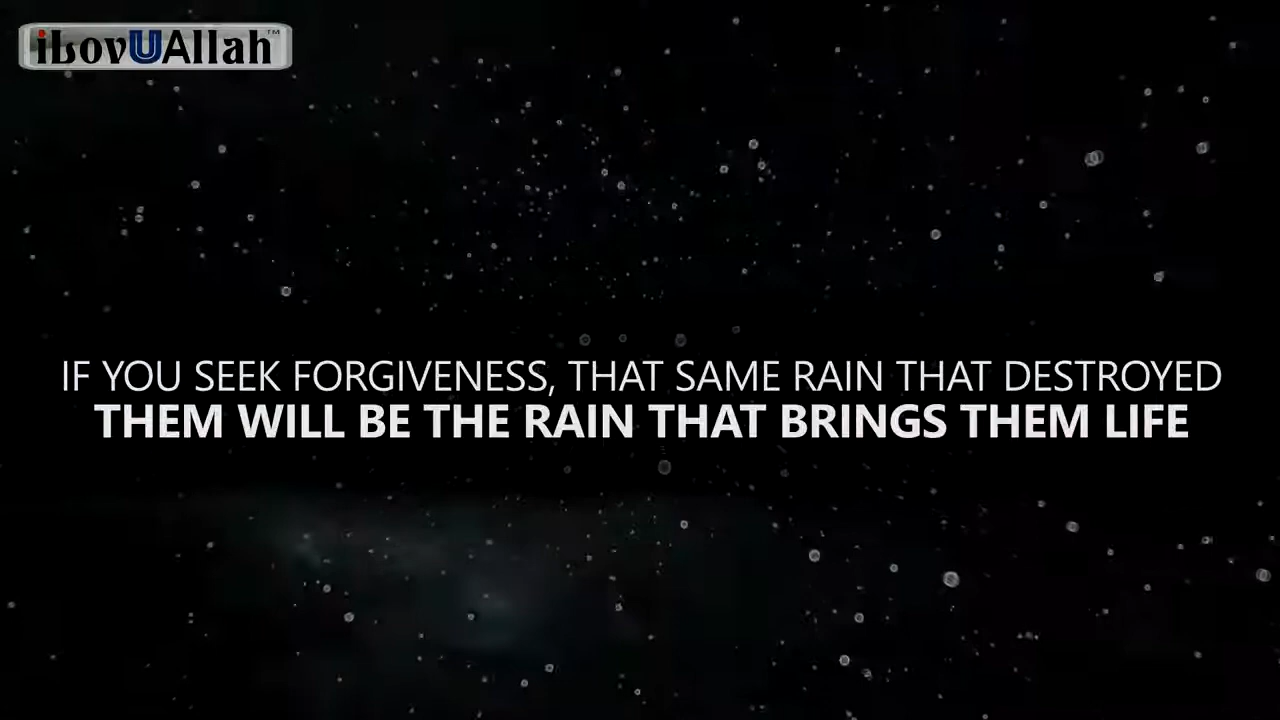 iLovUAllah™
IF YOU SEEK FORGIVENESS, THAT SAME RAIN THAT DESTROYED
THEM WILL BE THE RAIN THAT BRINGS THEM LIFE